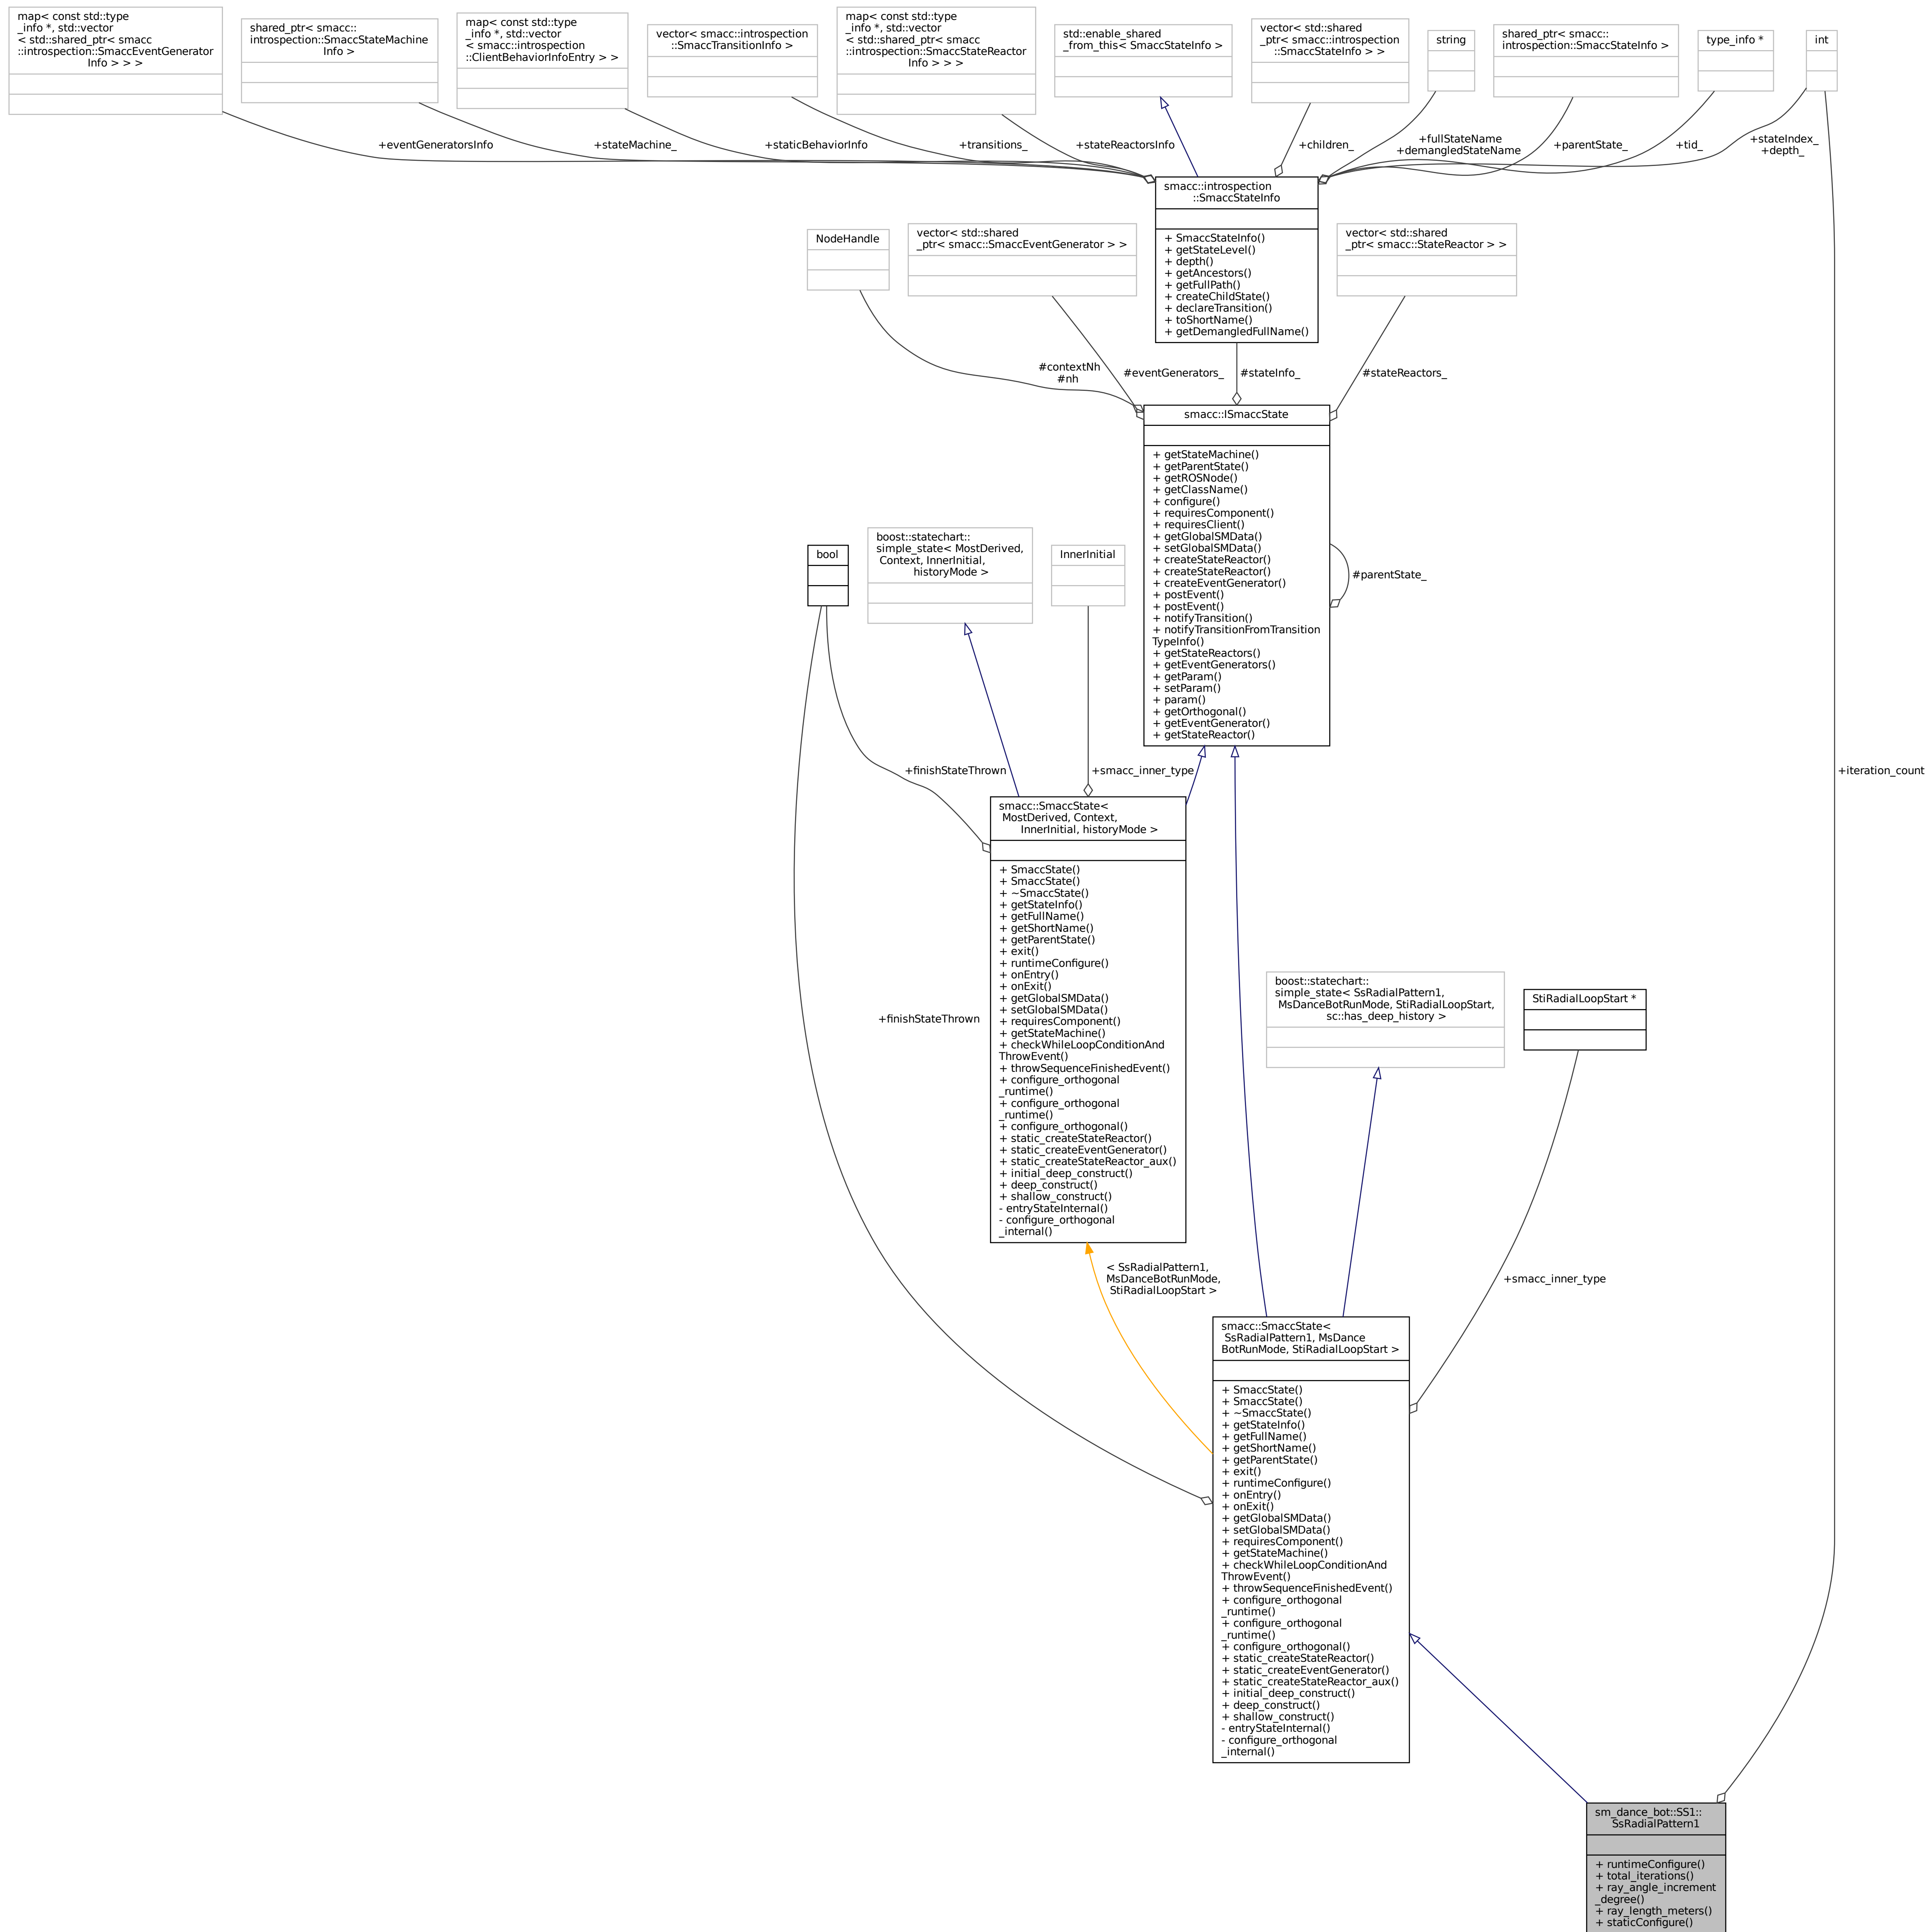 map< const std::type
_info *, std::vector
< std::shared_ptr< smacc
::introspection::SmaccEventGenerator
Info > > >
shared_ptr< smacc::
introspection::SmaccStateMachine
Info >
map< const std::type
_info *, std::vector
< smacc::introspection
::ClientBehaviorInfoEntry > >
vector< smacc::introspection
::SmaccTransitionInfo >
map< const std::type
_info *, std::vector
< std::shared_ptr< smacc
::introspection::SmaccStateReactor
Info > > >
std::enable_shared
_from_this< SmaccStateInfo >
vector< std::shared
_ptr< smacc::introspection
::SmaccStateInfo > >
string
shared_ptr< smacc::
introspection::SmaccStateInfo >
type_info *
int
+eventGeneratorsInfo
+stateMachine_
+staticBehaviorInfo
+transitions_
+stateReactorsInfo
+children_
+fullStateName
+demangledStateName
+parentState_
+tid_
+stateIndex_
+depth_
smacc::introspection
::SmaccStateInfo
+ SmaccStateInfo()
+ getStateLevel()
+ depth()
+ getAncestors()
+ getFullPath()
+ createChildState()
+ declareTransition()
+ toShortName()
+ getDemangledFullName()
NodeHandle
vector< std::shared
_ptr< smacc::SmaccEventGenerator > >
vector< std::shared
_ptr< smacc::StateReactor > >
#contextNh
#nh
#eventGenerators_
#stateInfo_
#stateReactors_
smacc::ISmaccState
+ getStateMachine()
+ getParentState()
+ getROSNode()
+ getClassName()
+ configure()
+ requiresComponent()
+ requiresClient()
+ getGlobalSMData()
+ setGlobalSMData()
+ createStateReactor()
+ createStateReactor()
+ createEventGenerator()
+ postEvent()
+ postEvent()
+ notifyTransition()
+ notifyTransitionFromTransition
TypeInfo()
+ getStateReactors()
+ getEventGenerators()
+ getParam()
+ setParam()
+ param()
+ getOrthogonal()
+ getEventGenerator()
+ getStateReactor()
#parentState_
bool
boost::statechart::
simple_state< MostDerived,
Context, InnerInitial,
historyMode >
InnerInitial
+finishStateThrown
+smacc_inner_type
+iteration_count
smacc::SmaccState<
MostDerived, Context,
InnerInitial, historyMode >
+ SmaccState()
+ SmaccState()
+ ~SmaccState()
+ getStateInfo()
+ getFullName()
+ getShortName()
+ getParentState()
+ exit()
+ runtimeConfigure()
+ onEntry()
+ onExit()
+ getGlobalSMData()
+ setGlobalSMData()
+ requiresComponent()
+ getStateMachine()
+ checkWhileLoopConditionAnd
ThrowEvent()
+ throwSequenceFinishedEvent()
+ configure_orthogonal
_runtime()
+ configure_orthogonal
_runtime()
+ configure_orthogonal()
+ static_createStateReactor()
+ static_createEventGenerator()
+ static_createStateReactor_aux()
+ initial_deep_construct()
+ deep_construct()
+ shallow_construct()
- entryStateInternal()
- configure_orthogonal
_internal()
+finishStateThrown
boost::statechart::
simple_state< SsRadialPattern1,
MsDanceBotRunMode, StiRadialLoopStart,
sc::has_deep_history >
StiRadialLoopStart *
< SsRadialPattern1,
MsDanceBotRunMode,
StiRadialLoopStart >
+smacc_inner_type
smacc::SmaccState<
SsRadialPattern1, MsDance
BotRunMode, StiRadialLoopStart >
+ SmaccState()
+ SmaccState()
+ ~SmaccState()
+ getStateInfo()
+ getFullName()
+ getShortName()
+ getParentState()
+ exit()
+ runtimeConfigure()
+ onEntry()
+ onExit()
+ getGlobalSMData()
+ setGlobalSMData()
+ requiresComponent()
+ getStateMachine()
+ checkWhileLoopConditionAnd
ThrowEvent()
+ throwSequenceFinishedEvent()
+ configure_orthogonal
_runtime()
+ configure_orthogonal
_runtime()
+ configure_orthogonal()
+ static_createStateReactor()
+ static_createEventGenerator()
+ static_createStateReactor_aux()
+ initial_deep_construct()
+ deep_construct()
+ shallow_construct()
- entryStateInternal()
- configure_orthogonal
_internal()
sm_dance_bot::SS1::
SsRadialPattern1
+ runtimeConfigure()
+ total_iterations()
+ ray_angle_increment
_degree()
+ ray_length_meters()
+ staticConfigure()